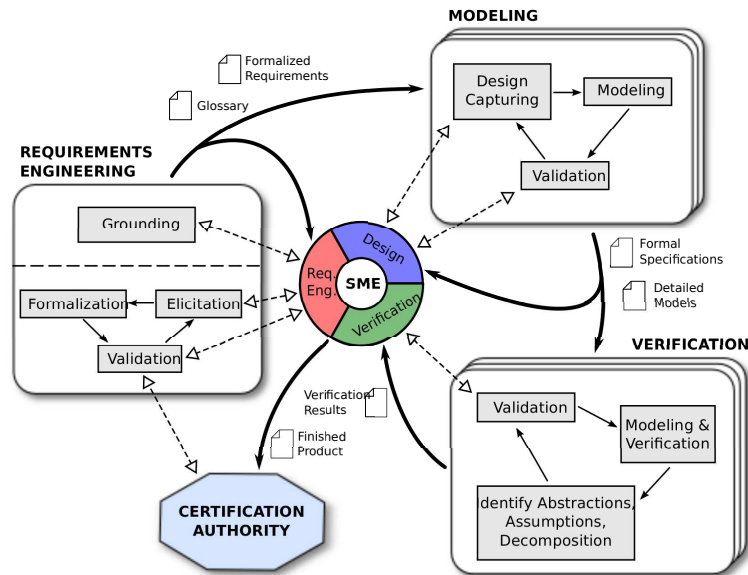 MODELING
Formalized
Requirements
Glossary
Design
Capturing
Modeling
Validation
REQUIREMENTS
ENGINEERING
Grounding
Formalization
Elicitation
Validation
Design
Req.
Eng.
SME
Verification
Formal
Specifications
Detailed
Models
VERIFICATION
Verification
Results
Finished
Product
Validation
Modeling &
Verification
Identify Abstractions,
Assumptions,
Decomposition
CERTIFICATION
AUTHORITY